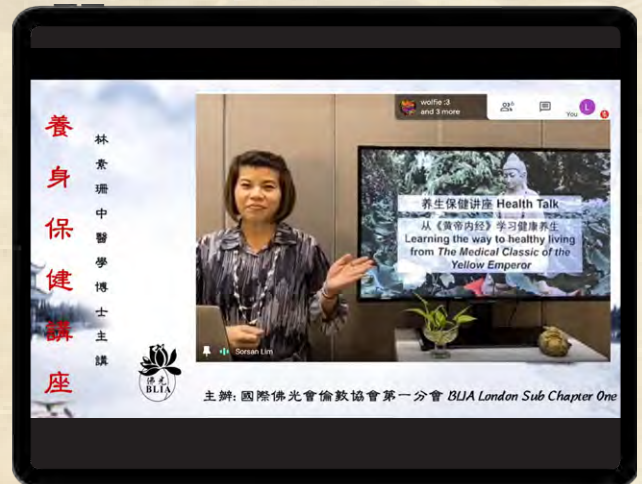 養身保健講座
林素珊中醫學博士主講
wolfie :3
and 3 more
You
L
6
养生保健讲座 Health Talk
从《黄帝内经》学习健康养生
Learning the way to healthy living
from The Medical Classic of the
Yellow Emperor
Sorsan Lim
佛光
BLIA
主辦: 國際佛光會倫敦協會第一分會 BLIA London Sub Chapter One